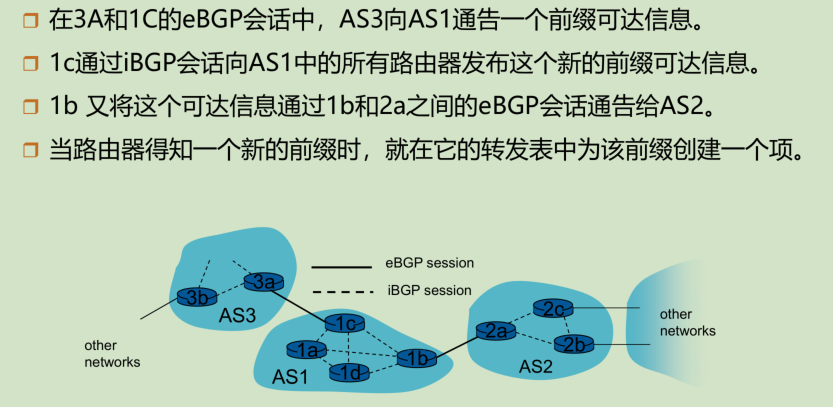 在3A和1C的eBGP会话中，AS3向AS1通告一个前缀可达信息。
1c通过iBGP会话向AS1中的所有路由器发布这个新的前缀可达信息。
1b 又将这个可达信息通过1b和2a之间的eBGP会话通告给AS2。
当路由器得知一个新的前缀时，就在它的转发表中为该前缀创建一个项。
eBGP session
iBGP session
3b
3a
AS3
other
networks
1c
1a
1b
1d
AS1
2c
2a
2b
AS2
other
networks